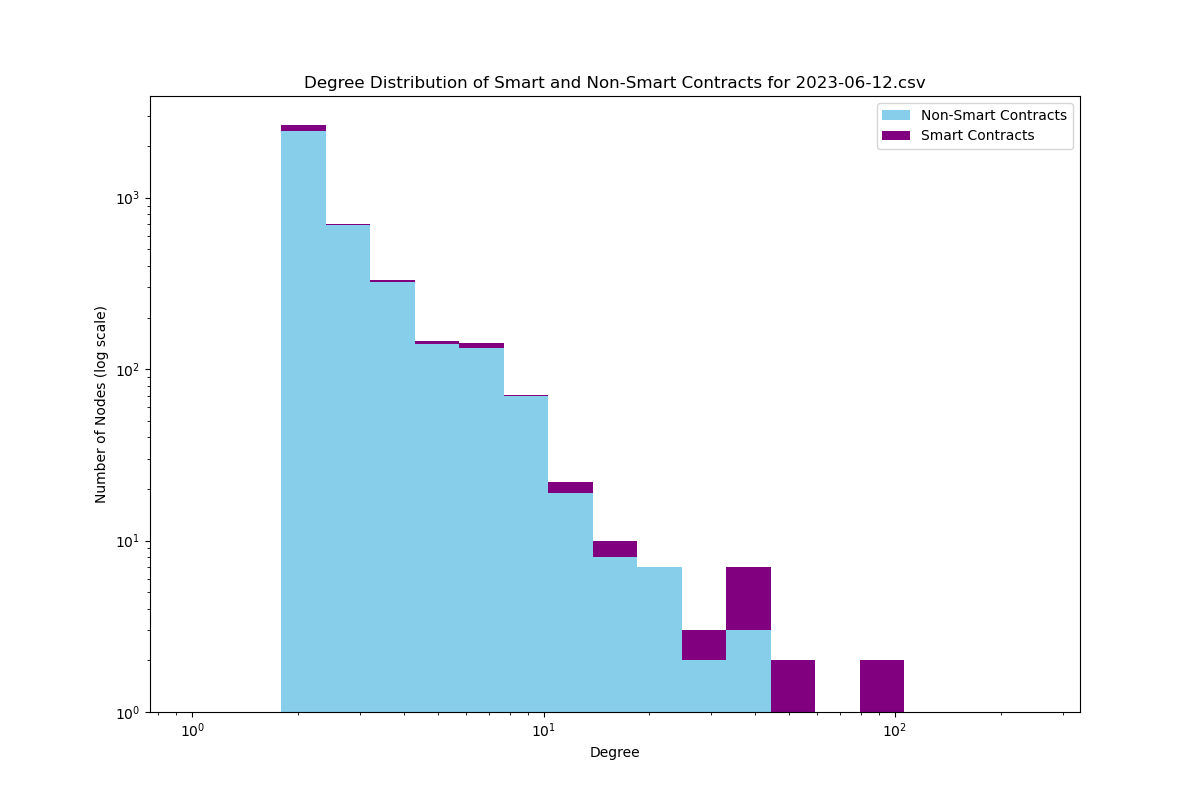 Degree Distribution of Smart and Non-Smart Contracts for 2023-06-12.csv
Non-Smart Contracts
Smart Contracts
Number of Nodes (log scale)
10³
10²
10¹
10⁰
10⁰ 10¹ 10²
Degree